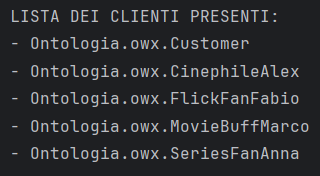 LISTA DEI CLIENTI PRESENTI:
- Ontologia.owx.Customer
- Ontologia.owx.CinephileAlex
- Ontologia.owx.FlickFanFabio
- Ontologia.owx.MovieBuffMarco
- Ontologia.owx.SeriesFanAnna